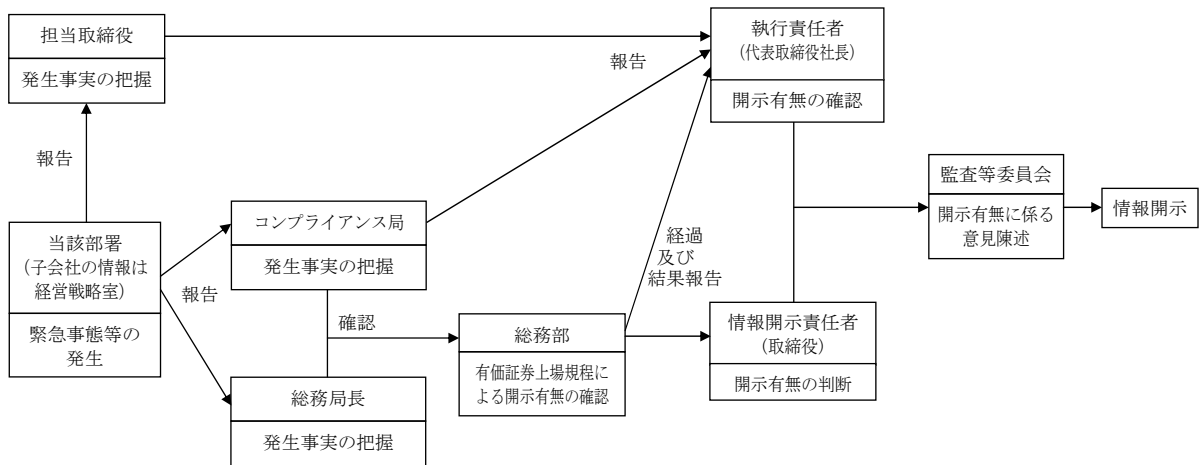 担当取締役
発生事実の把握
報告
当該部署
（子会社の情報は
経営戦略室）
緊急事態等の
発生
報告
コンプライアンス局
発生事実の把握
総務局長
発生事実の把握
確認
総務部
有価証券上場規程に
よる開示有無の確認
報告
経過
及び
結果報告
執行責任者
（代表取締役社長）
開示有無の確認
情報開示責任者
（取締役）
開示有無の判断
監査等委員会
開示有無に係る
意見陳述
情報開示